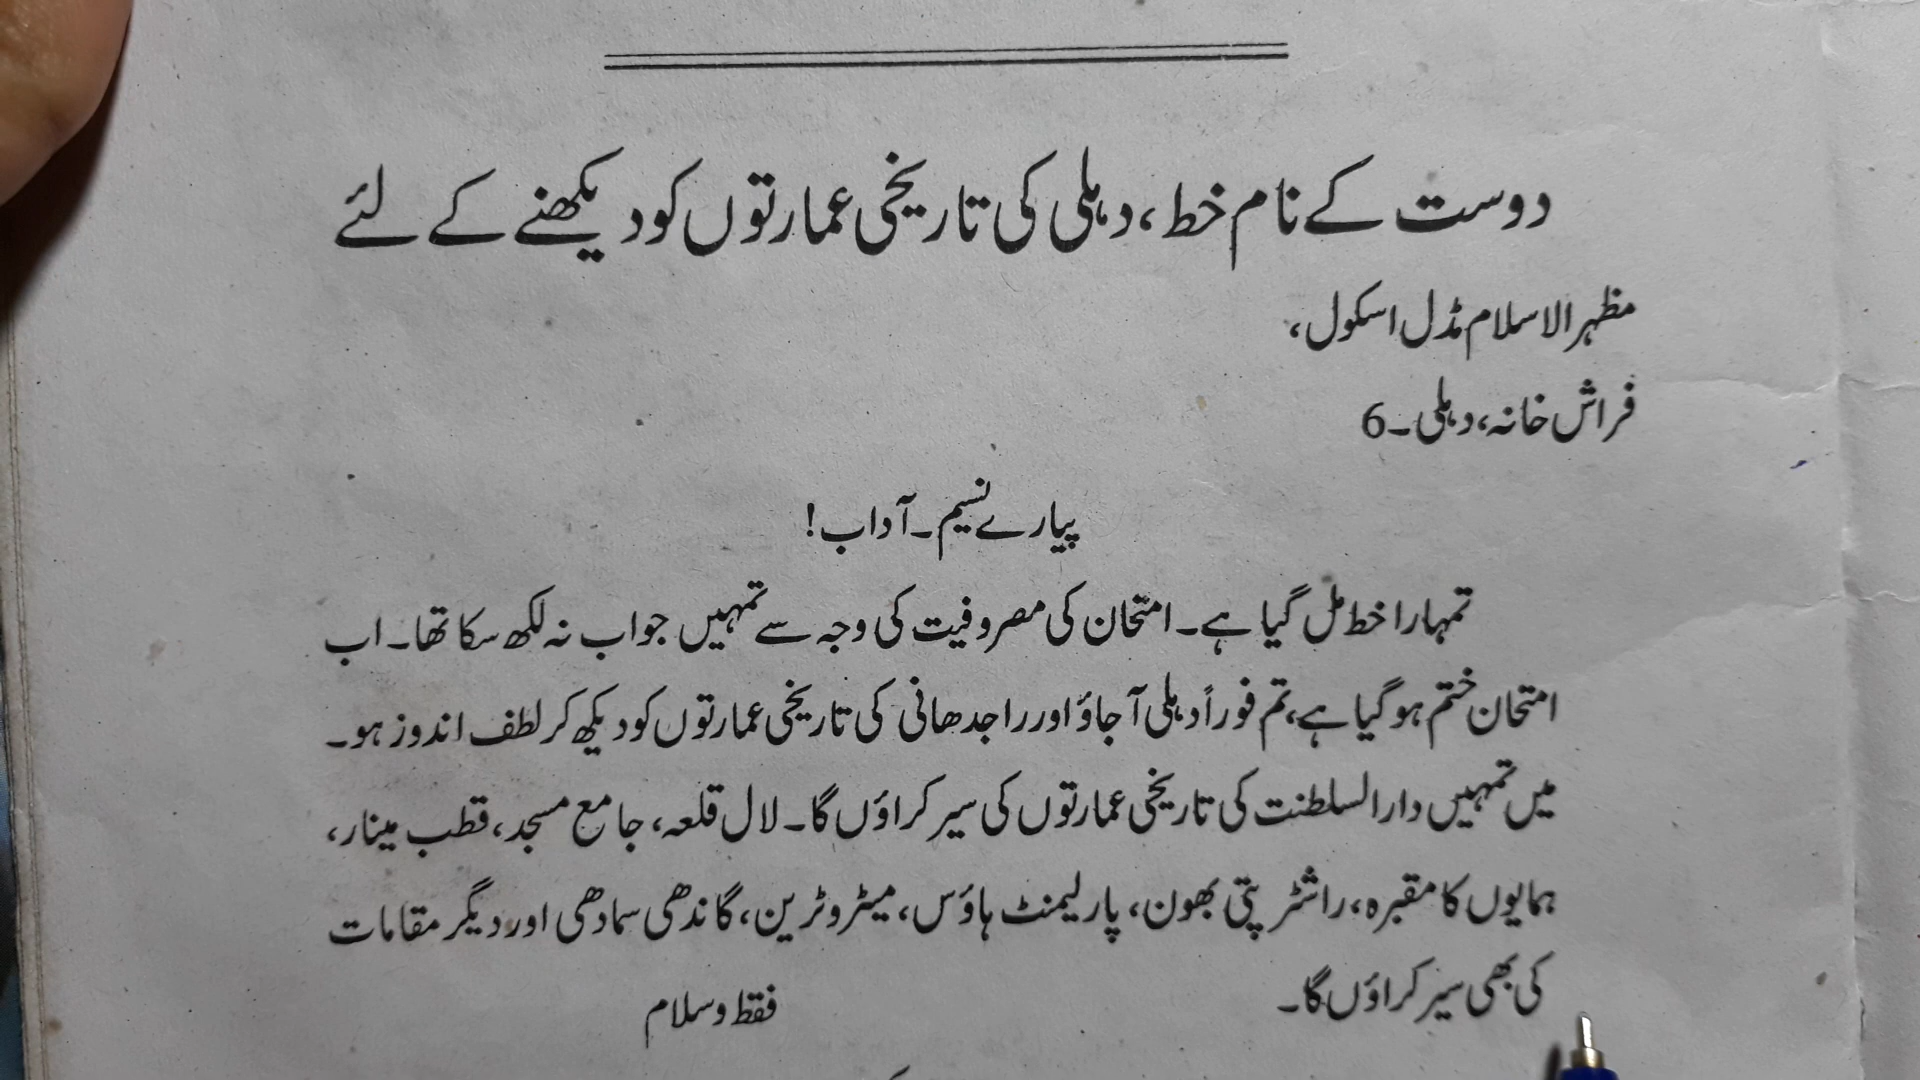 دوست کے نام خط، دہلی کی تاریخی عمارتوں کو دیکھنے کے لئے
مظہر الاسلام مڈل اسکول،
فراش خانہ، دہلی۔6
پیارے نسیم۔ آداب!
تمہارا خط مل گیا ہے۔ امتحان کی مصروفیت کی وجہ سے تمہیں جواب نہ لکھ سکا تھا۔ اب
امتحان ختم ہو گیا ہے، تم فوراً دہلی آ جاؤ اور راجدھانی کی تاریخی عمارتوں کو دیکھ کر لطف اندوز ہو۔
میں تمہیں دارالسلطنت کی تاریخی عمارتوں کی سیر کراؤں گا۔ لال قلعہ، جامع مسجد، قطب مینار،
ہمایوں کا مقبرہ، راشٹر پتی بھون، پارلیمنٹ ہاؤس، میٹرو ٹرین، گاندھی سمادھی اور دیگر مقامات
کی بھی سیر کراؤں گا۔ فقط وسلام